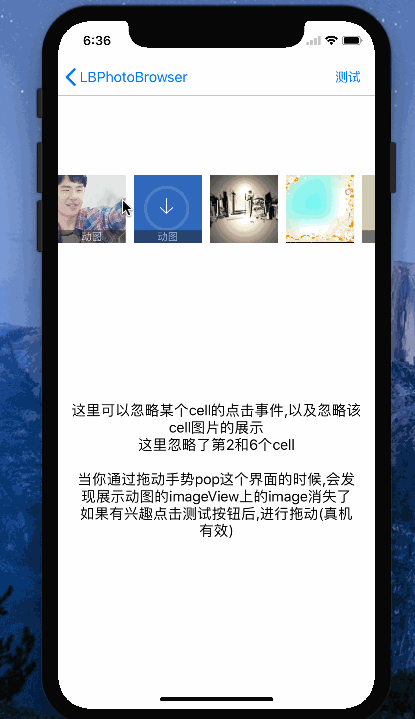 6:36
LBPhotoBrowser
测试
动图
动图
这里可以忽略某个cell的点击事件,以及忽略该
cell图片的展示
这里忽略了第2和6个cell
当你通过拖动手势pop这个界面的时候,会发
现展示动图的imageView上的image消失了
如果有兴趣点击测试按钮后,进行拖动(真机
有效)